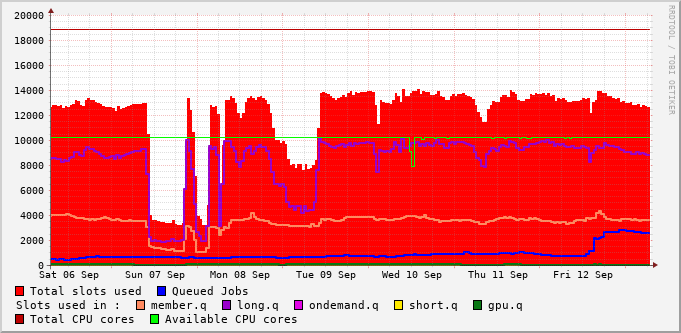 20000
18000
16000
14000
12000
10000
8000
6000
4000
2000
0
Sat 06 Sep Sun 07 Sep Mon 08 Sep Tue 09 Sep Wed 10 Sep Thu 11 Sep Fri 12 Sep
Total slots used Queued Jobs
Slots used in : member.q long.q ondemand.q short.q gpu.q
Total CPU cores Available CPU cores
RRDTOOL / TOBI OETIKER